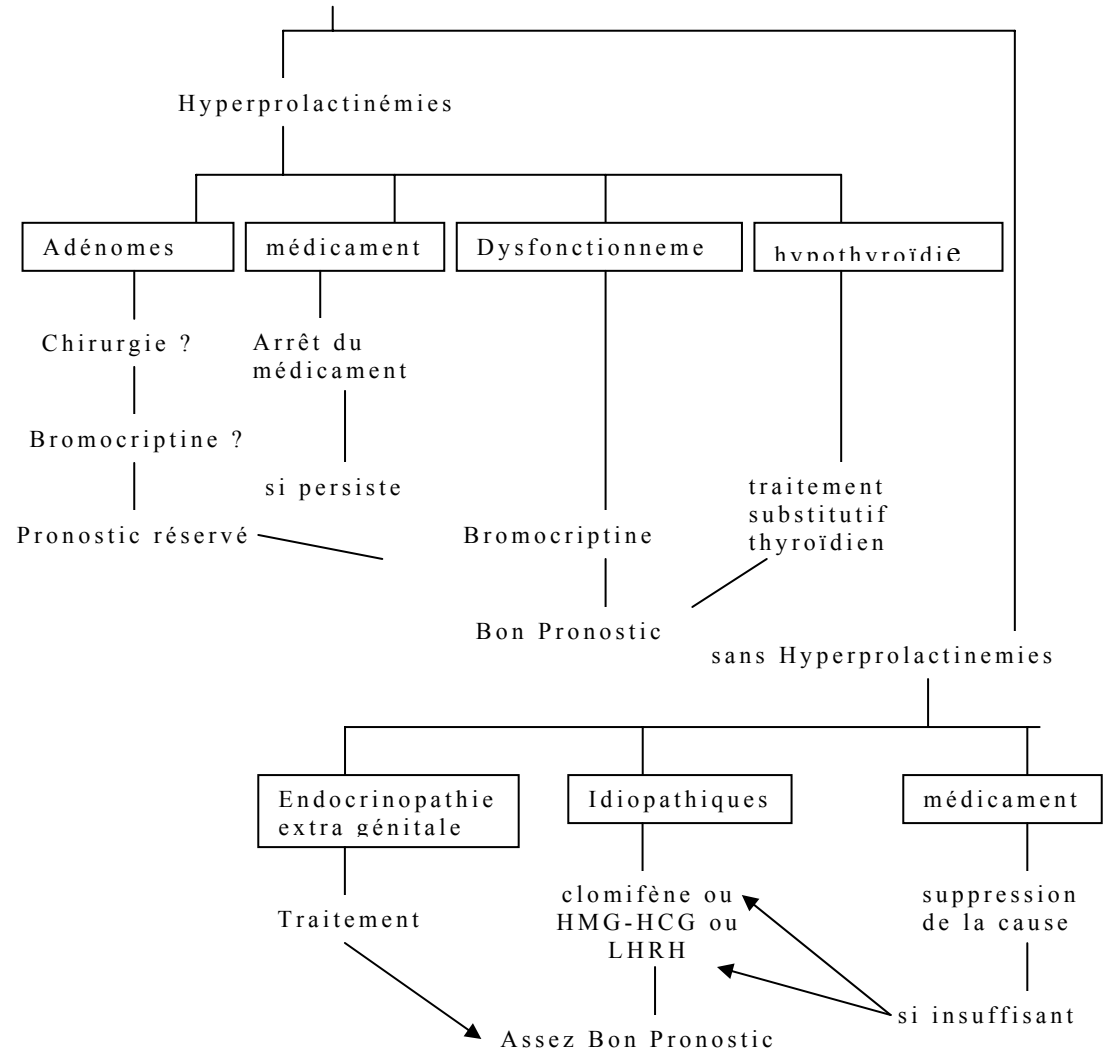 Hyperprolactinémies
Adénomes
médicament
Dysfonctionneme
hypothyroïdie
Chirurgie ?
Arrêt du
médicament
Bromocriptine ?
si persiste
traitement
substitutif
thyroïdien
Pronostic réservé
Bromocriptine
Bon Pronostic
sans Hyperprolactinemies
Endocrinopathie
extra génitale
Idiopathiques
médicament
Traitement
clomifène ou
HMG-HCG ou
LHRH
suppression
de la cause
si insuffisant
Assez Bon Pronostic